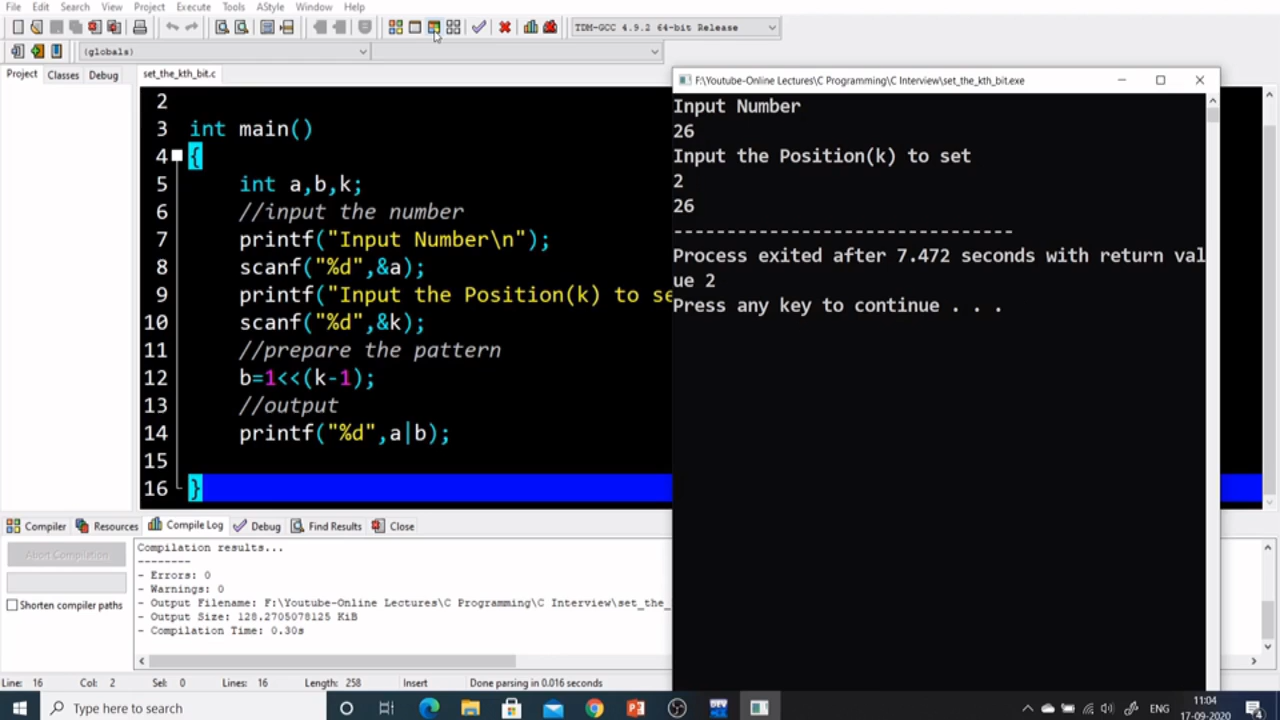 File Edit Search View Project Execute Tools AStyle Window Help
TDM-GCC 4.9.2 64-bit Release
(globals)
Project Classes Debug
set_the_kth_bit.c
2
3 int main()
4 {
5 int a,b,k;
6 //input the number
7 printf("Input Number\n");
8 scanf("%d",&a);
9 printf("Input the Position(k) to se
10 scanf("%d",&k);
11 //prepare the pattern
12 b=1<<(k-1);
13 //output
14 printf("%d",a|b);
15
16 }
F:\Youtube-Online Lectures\C Programming\C Interview\set_the_kth_bit.exe
Input Number
26
Input the Position(k) to set
2
26
--------------------------------
Process exited after 7.472 seconds with return val
ue 2
Press any key to continue . . .
Compiler Resources Compile Log Debug Find Results Close
Abort Compilation
Shorten compiler paths
Compilation results...
--------
- Errors: 0
- Warnings: 0
- Output Filename: F:\Youtube-Online Lectures\C Programming\C Interview\set_the_
- Output Size: 128.2705078125 KiB
- Compilation Time: 0.30s
Line: 16 Col: 2 Sel: 0 Lines: 16 Length: 258 Insert Done parsing in 0.016 seconds
Type here to search
DEV
ENG
11:04
17-09-2020
4